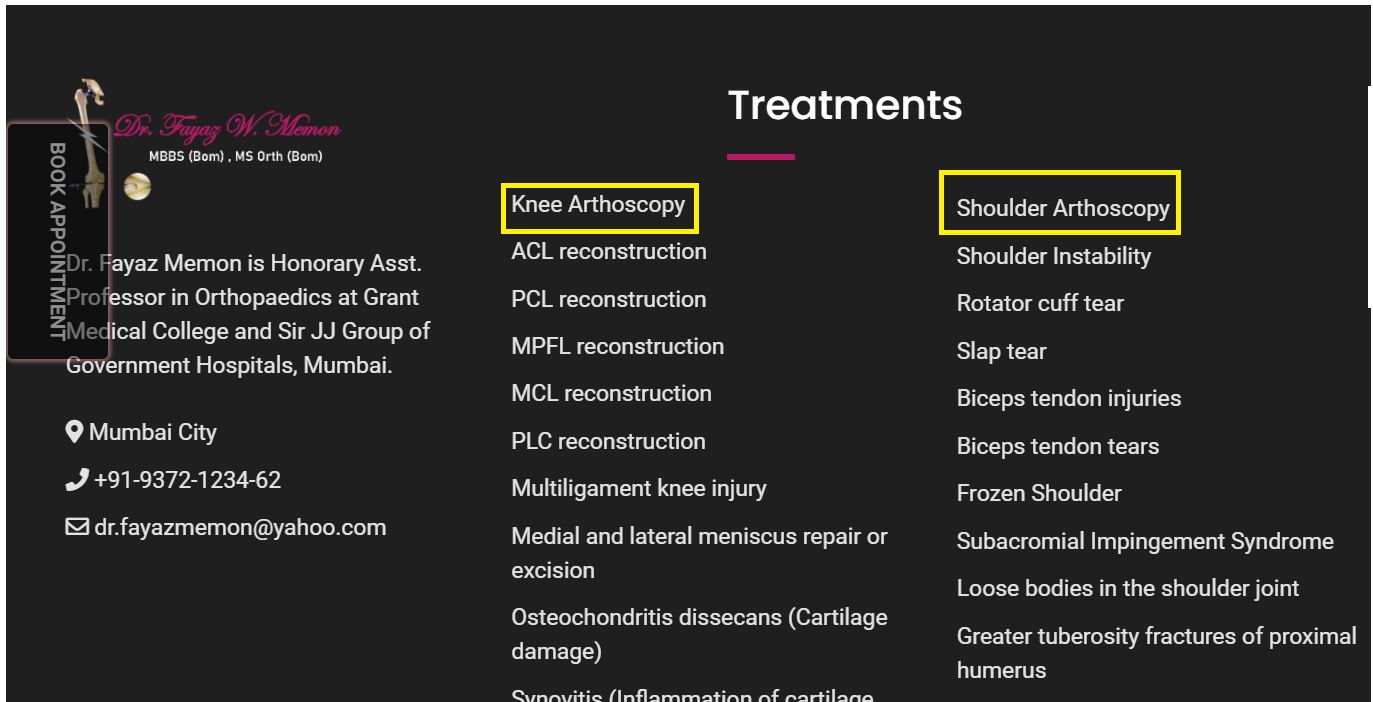 Dr. Fayaz W. Memon
MBBS (Bom) , MS Orth (Bom)
BOOK APPOINTMENT
Dr. Fayaz Memon is Honorary Asst.
Professor in Orthopaedics at Grant
Medical College and Sir JJ Group of
Government Hospitals, Mumbai.
Mumbai City
+91-9372-1234-62
dr.fayazmemon@yahoo.com
Treatments
Knee Arthoscopy
ACL reconstruction
PCL reconstruction
MPFL reconstruction
MCL reconstruction
PLC reconstruction
Multiligament knee injury
Medial and lateral meniscus repair or
excision
Osteochondritis dissecans (Cartilage
damage)
Synovitis (Inflammation of cartilage
Shoulder Arthoscopy
Shoulder Instability
Rotator cuff tear
Slap tear
Biceps tendon injuries
Biceps tendon tears
Frozen Shoulder
Subacromial Impingement Syndrome
Loose bodies in the shoulder joint
Greater tuberosity fractures of proximal
humerus